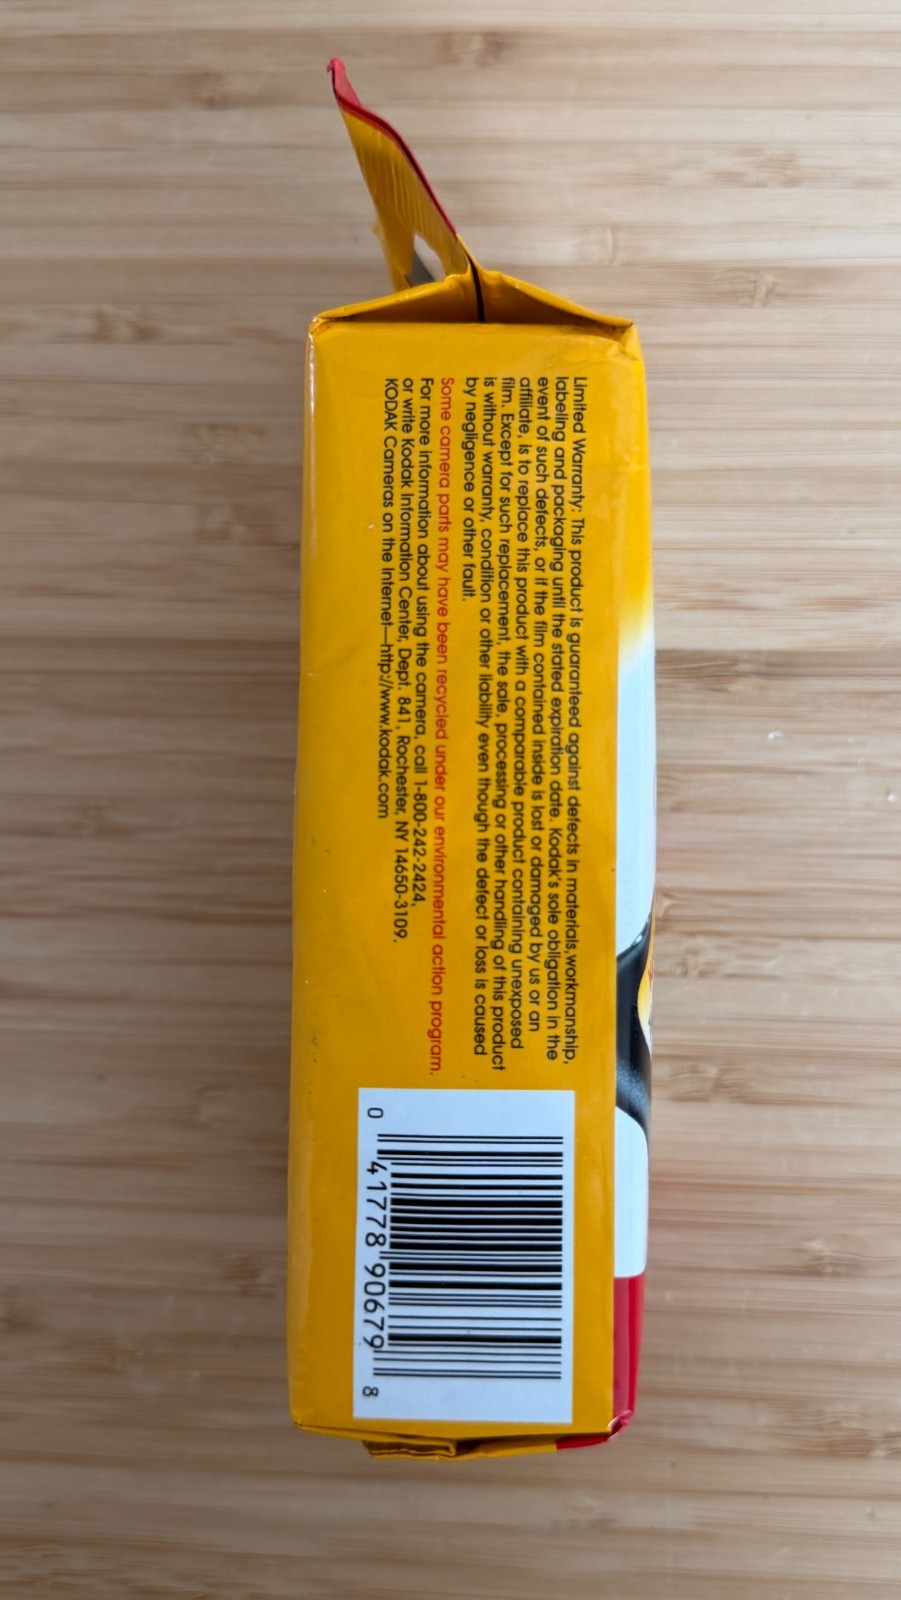 Limited Warranty: This product is guaranteed against defects in materials,workmanship,
labeling and packaging until the stated expiration date. Kodak's sole obligation in the
event of such defects, or if the film contained inside is lost or damaged by us or an
affiliate, is to replace this product with a comparable product containing unexposed
film. Except for such replacement, the sale, processing or other handling of this product
is without warranty, condition or other liability even though the defect or loss is caused
by negligence or other fault.
Some camera parts may have been recycled under our environmental action program.
For more information about using the camera, call 1-800-242-2424,
or write Kodak Information Center, Dept. 841, Rochester, NY 14650-3109.
KODAK Cameras on the Internet—http://www.kodak.com
0 41778 90679 8